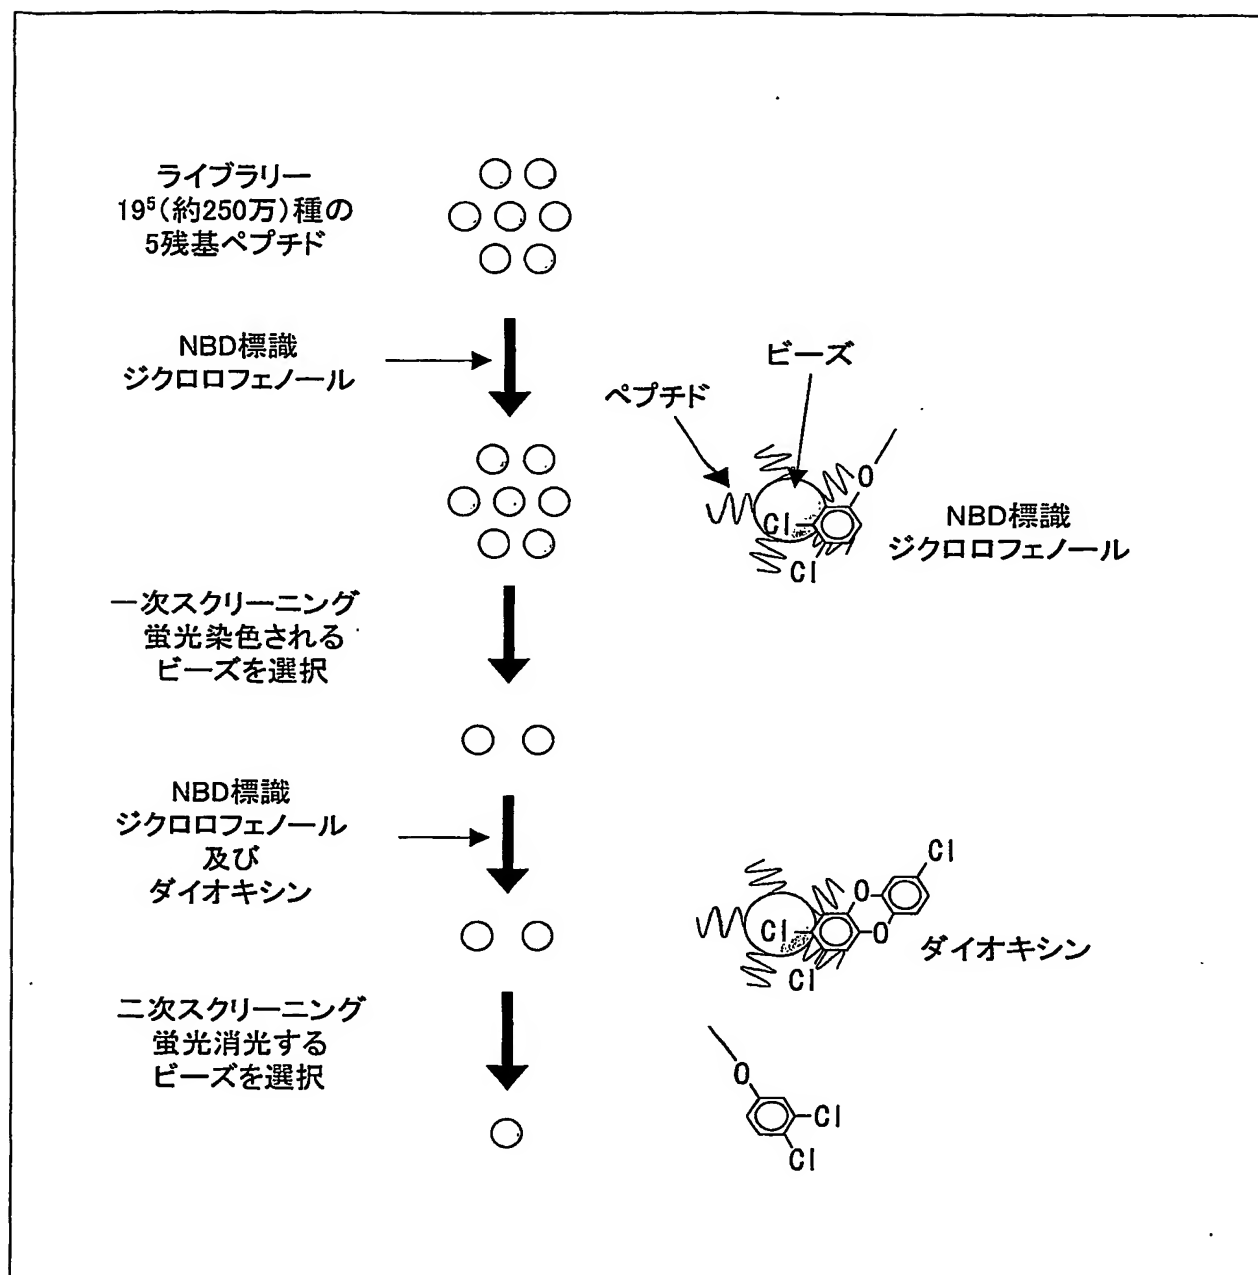 ライブラリー
19⁵(約250万)種の
5残基ペプチド
NBD標識
ジクロロフェノール
ビーズ
ペプチド
O
Cl
Cl
NBD標識
ジクロロフェノール
一次スクリーニング
蛍光染色される
ビーズを選択
NBD標識
ジクロロフェノール
及び
ダイオキシン
Cl
O
Cl
O
Cl
ダイオキシン
二次スクリーニング
蛍光消光する
ビーズを選択
O
Cl
Cl